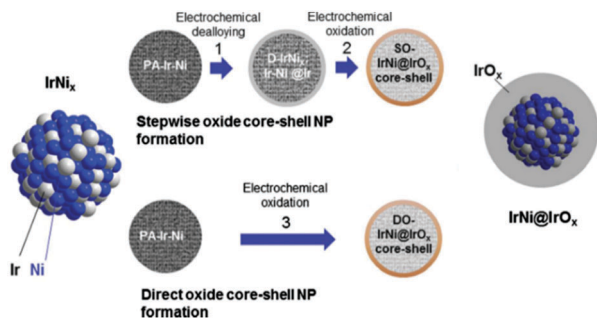 Electrochemical
dealloying
1
Electrochemical
oxidation
2
PA-Ir-Ni
D-IrNiₓ
Ir-Ni @Ir
SO-
IrNi@IrOₓ
core-shell
Stepwise oxide core-shell NP
formation
IrNiₓ
Ir Ni
Electrochemical
oxidation
3
PA-Ir-Ni
DO-
IrNi@IrOₓ
core-shell
Direct oxide core-shell NP
formation
IrOₓ
IrNi@IrOₓ